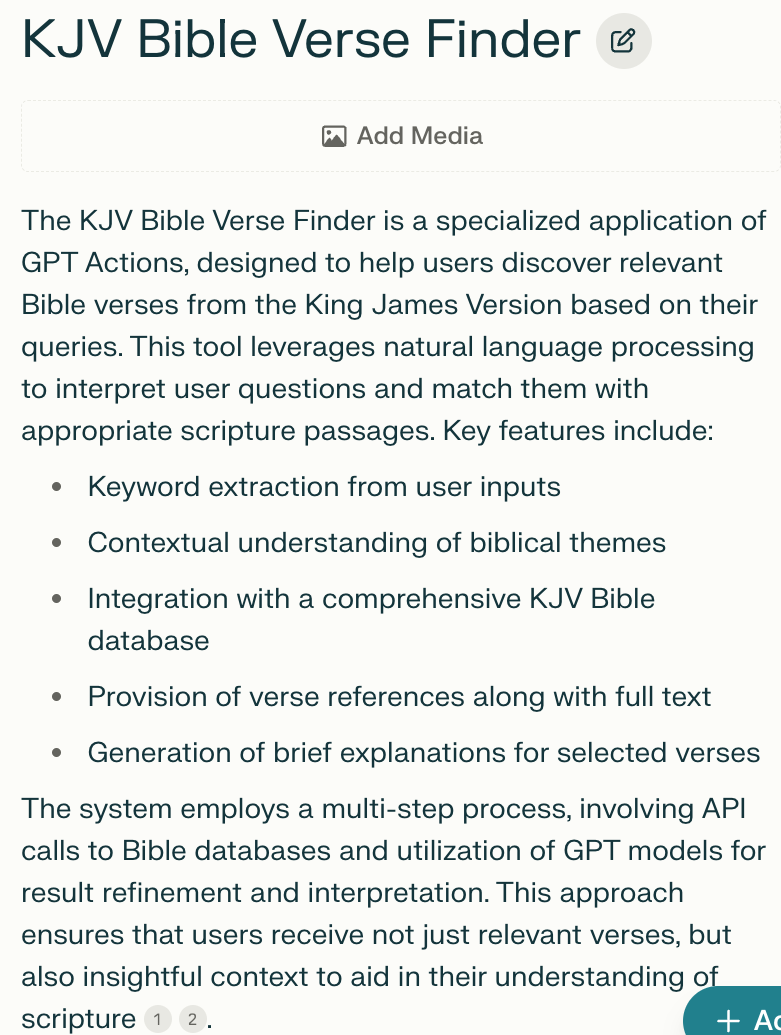 KJV Bible Verse Finder
Add Media
The KJV Bible Verse Finder is a specialized application of
GPT Actions, designed to help users discover relevant
Bible verses from the King James Version based on their
queries. This tool leverages natural language processing
to interpret user questions and match them with
appropriate scripture passages. Key features include:
• Keyword extraction from user inputs
• Contextual understanding of biblical themes
• Integration with a comprehensive KJV Bible
database
• Provision of verse references along with full text
• Generation of brief explanations for selected verses
The system employs a multi-step process, involving API
calls to Bible databases and utilization of GPT models for
result refinement and interpretation. This approach
ensures that users receive not just relevant verses, but
also insightful context to aid in their understanding of
scripture 1 2.